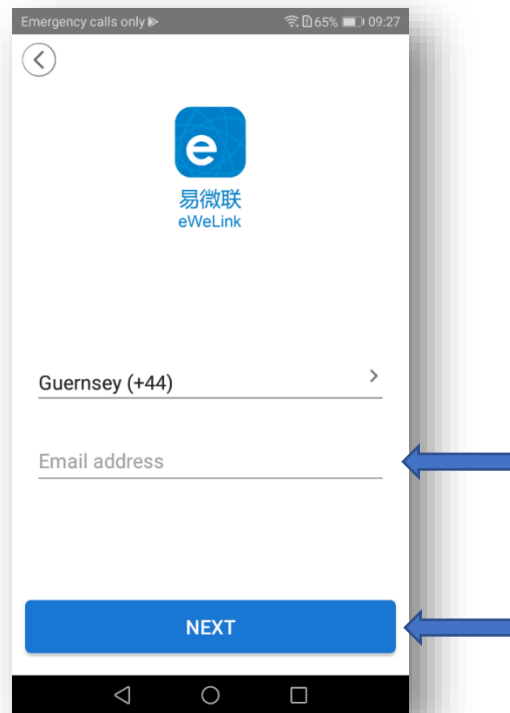 Emergency calls only 65% 09:27
e
易微联
eWeLink
Guernsey (+44)
Email address
NEXT